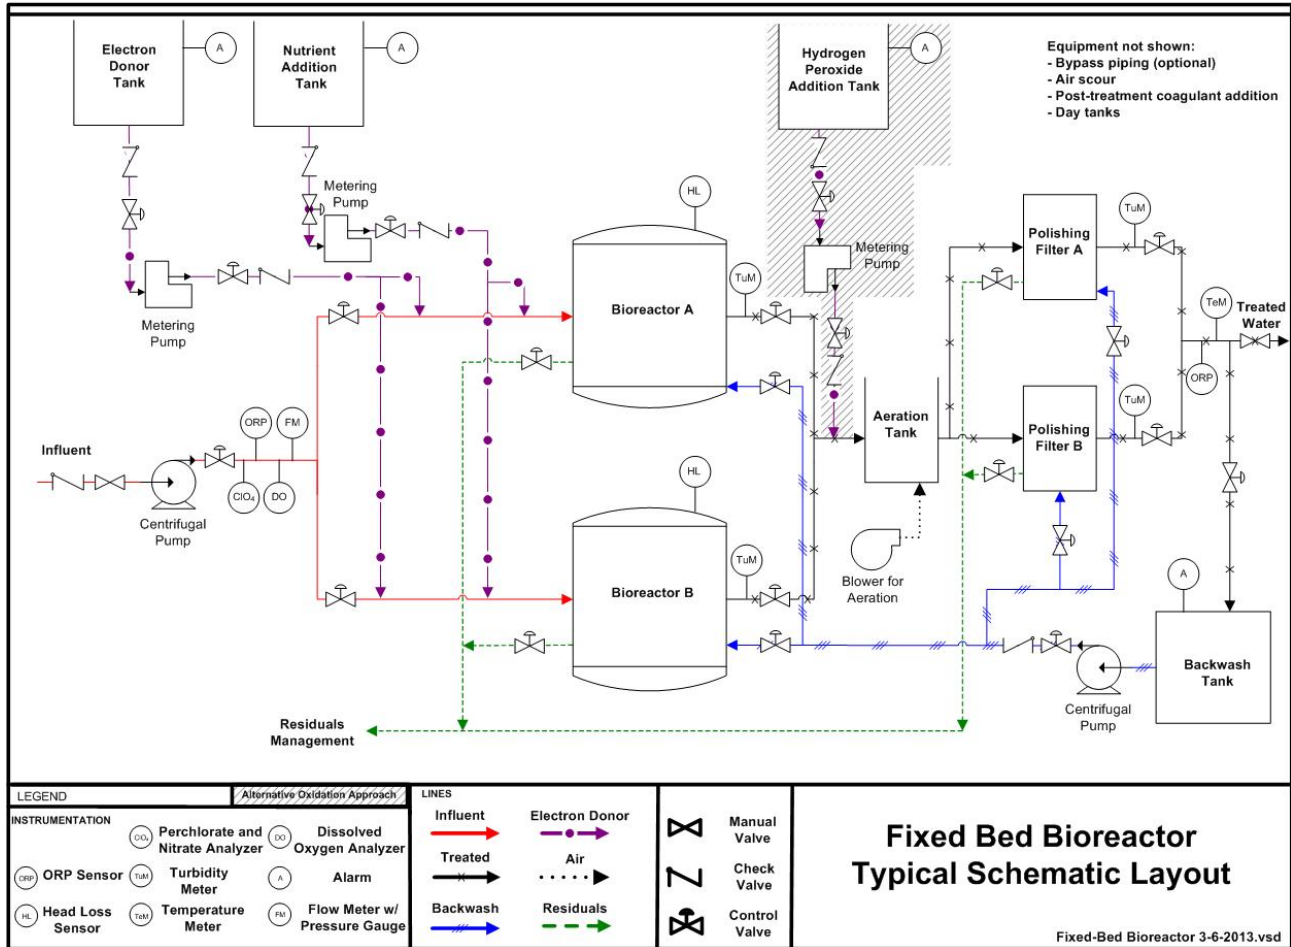 Electron
Donor
Tank
A
Nutrient
Addition
Tank
A
Hydrogen
Peroxide
Addition Tank
A
Equipment not shown:
- Bypass piping (optional)
- Air scour
- Post-treatment coagulant addition
- Day tanks
Metering
Pump
Metering
Pump
HL
Bioreactor A
TuM
Metering
Pump
Polishing
Filter A
TuM
TeM
Treated
Water
ORP
Influent
Centrifugal
Pump
ORP
FM
ClO₄
DO
Aeration
Tank
Polishing
Filter B
TuM
HL
Bioreactor B
TuM
Blower for
Aeration
A
Backwash
Tank
Centrifugal
Pump
Residuals
Management
LEGEND
Alternative Oxidation Approach
INSTRUMENTATION
ClO₄
Perchlorate and
Nitrate Analyzer
DO
Dissolved
Oxygen Analyzer
ORP
ORP Sensor
TuM
Turbidity
Meter
A
Alarm
HL
Head Loss
Sensor
TeM
Temperature
Meter
FM
Flow Meter w/
Pressure Gauge
LINES
Influent
Electron Donor
Treated
Air
Backwash
Residuals
Manual
Valve
Check
Valve
Control
Valve
Fixed Bed Bioreactor
Typical Schematic Layout
Fixed-Bed Bioreactor 3-6-2013.vsd